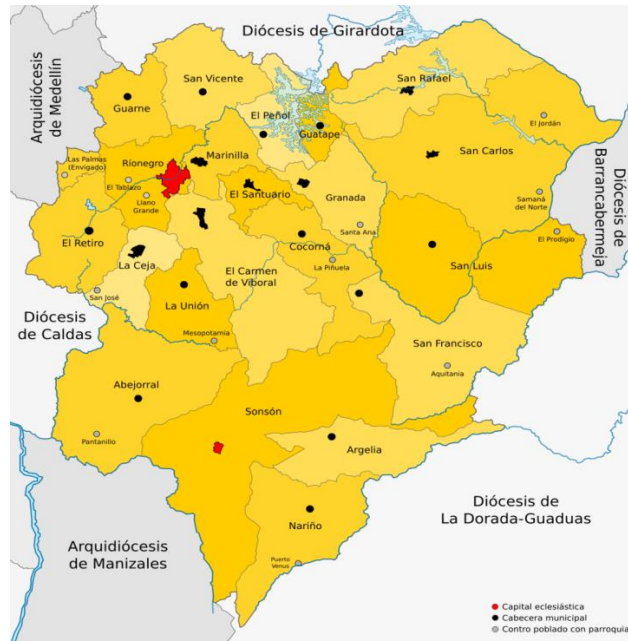 Diócesis de Girardota
Arquidiócesis
de Medellín
San Vicente
San Rafael
Guarne
El Peñol
Guatape
El Jordán
Las Palmas
(Envigado)
Rionegro
Marinilla
San Carlos
El Tablazo
El Santuario
Llano
Grande
Granada
Samaná
del Norte
Diócesis de
Barrancabermeja
El Retiro
Santa Ana
El Prodigio
Cocorná
La Ceja
La Piñuela
San Luis
El Carmen
de Viboral
San José
La Unión
Diócesis
de Caldas
Mesopotamia
San Francisco
Aquitania
Abejorral
Sonsón
Pantanillo
Argelia
Diócesis de
La Dorada-Guaduas
Nariño
Arquidiócesis
de Manizales
Puerto
Venus
Capital eclesiástica
Cabecera municipal
Contro poblado con parroquia